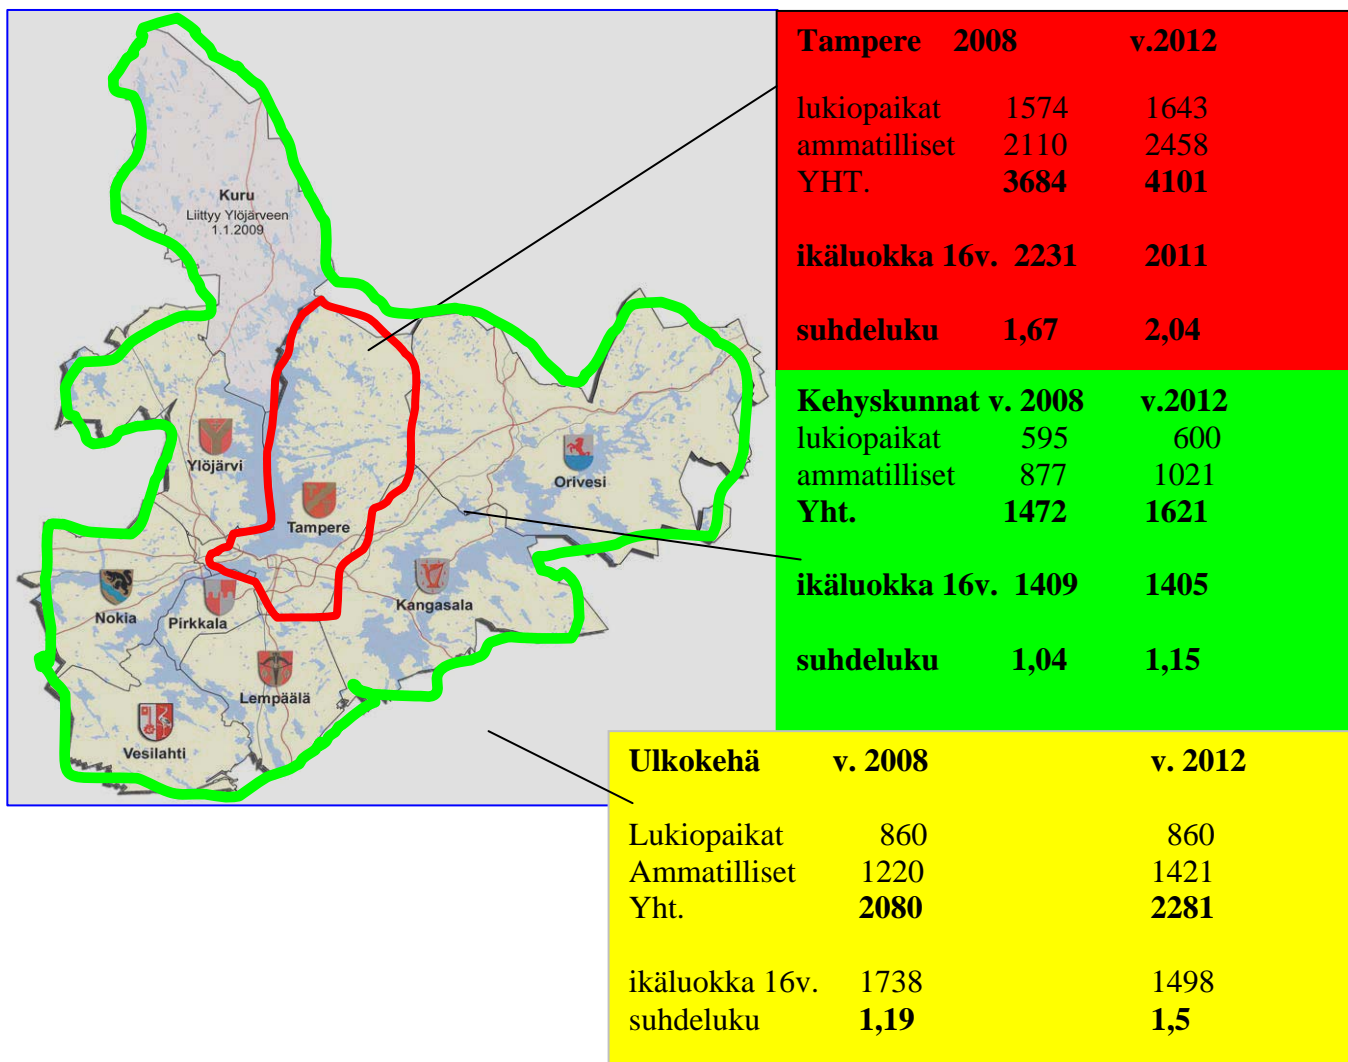 Kuru
Liittyy Ylöjärveen
1.1.2009
Ylöjärvi
Orivesi
Tampere
Nokia
Pirkkala
Kangasala
Lempäälä
Vesilahti
Tampere 2008 v.2012
lukiopaikat 1574 1643
ammatilliset 2110 2458
YHT. 3684 4101
ikäluokka 16v. 2231 2011
suhdeluku 1,67 2,04
Kehyskunnat v. 2008 v.2012
lukiopaikat 595 600
ammatilliset 877 1021
Yht. 1472 1621
ikäluokka 16v. 1409 1405
suhdeluku 1,04 1,15
Ulkokehä v. 2008 v. 2012
Lukiopaikat 860 860
Ammatilliset 1220 1421
Yht. 2080 2281
ikäluokka 16v. 1738 1498
suhdeluku 1,19 1,5